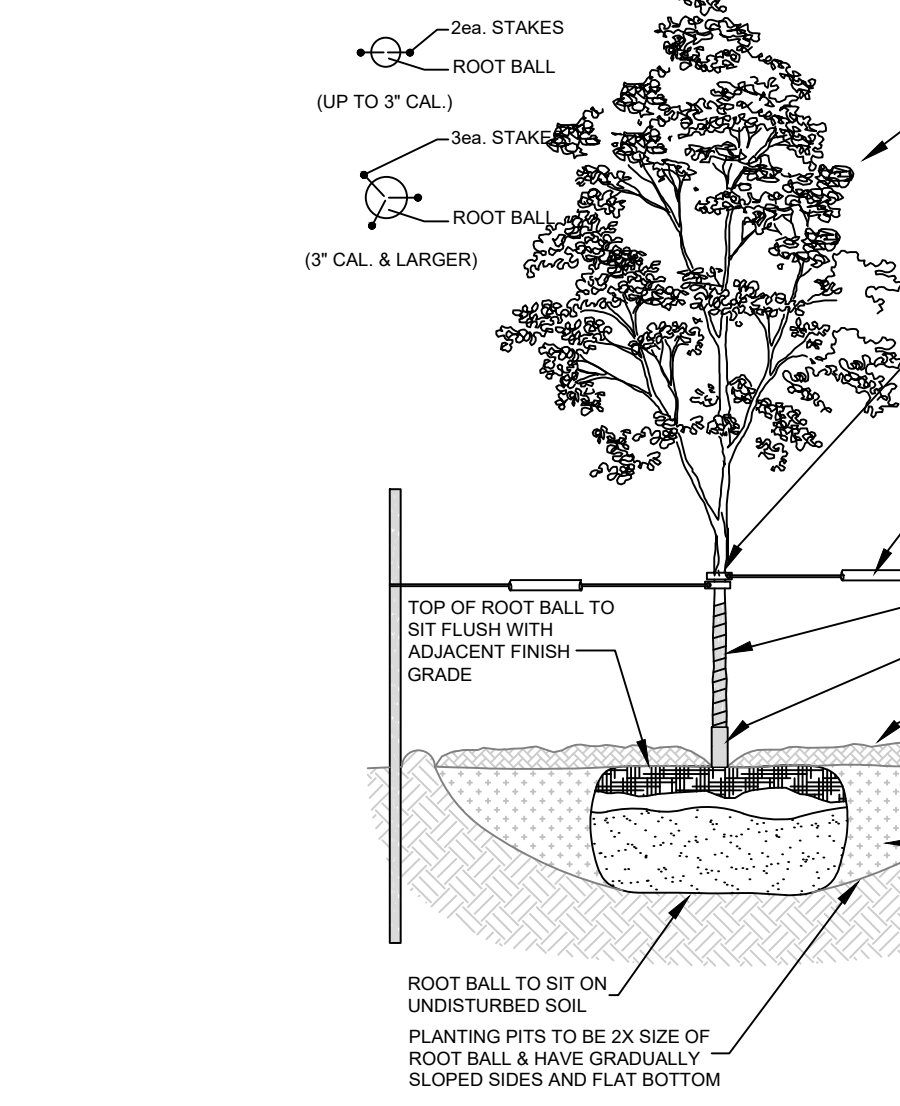 2ea. STAKES
ROOT BALL
(UP TO 3" CAL.)
3ea. STAKES
ROOT BALL
(3" CAL. & LARGER)
TOP OF ROOT BALL TO
SIT FLUSH WITH
ADJACENT FINISH
GRADE
ROOT BALL TO SIT ON
UNDISTURBED SOIL
PLANTING PITS TO BE 2X SIZE OF
ROOT BALL & HAVE GRADUALLY
SLOPED SIDES AND FLAT BOTTOM